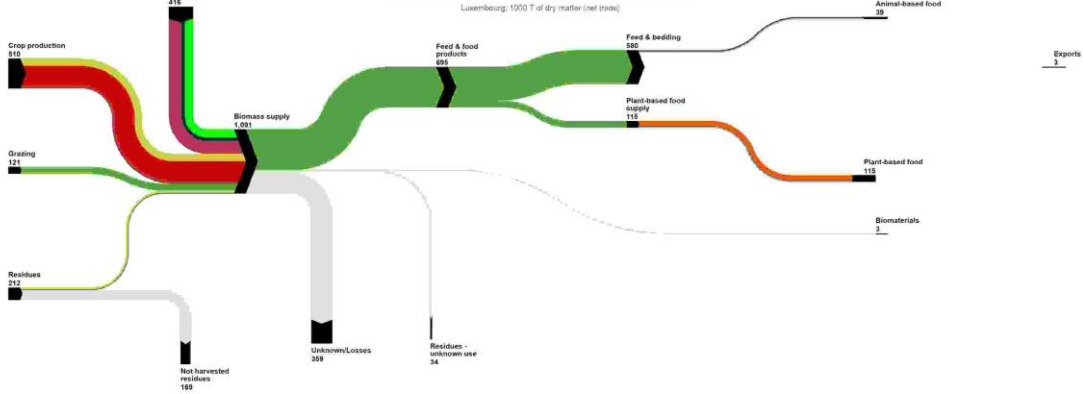 416
Luxembourg; 1000 T of dry matter (net trade)
Animal-based food
39
Crop production
510
Feed & food
products
695
Feed & bedding
580
Exports
3
Biomass supply
1,091
Plant-based food
supply
115
Grazing
121
Plant-based food
115
Biomaterials
3
Residues
212
Unknown/Losses
359
Residues -
unknown use
34
Not harvested
residues
169